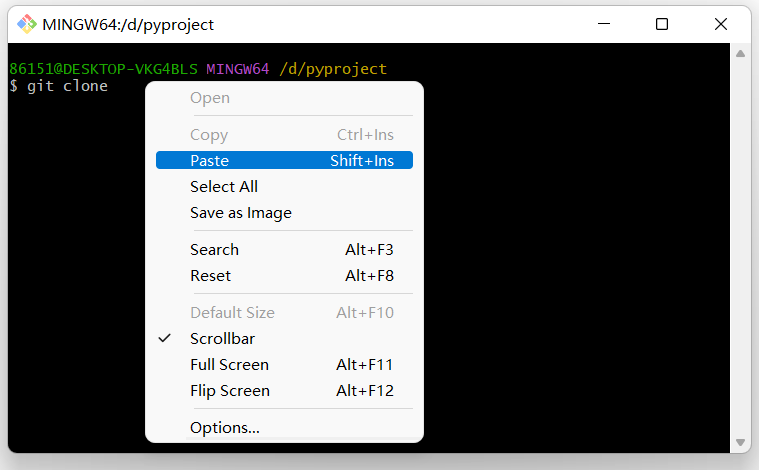 MINGW64:/d/pyproject
86151@DESKTOP-VKG4BLS MINGW64 /d/pyproject
$ git clone
Open
Copy Ctrl+Ins
Paste Shift+Ins
Select All
Save as Image
Search Alt+F3
Reset Alt+F8
Default Size Alt+F10
Scrollbar
Full Screen Alt+F11
Flip Screen Alt+F12
Options...